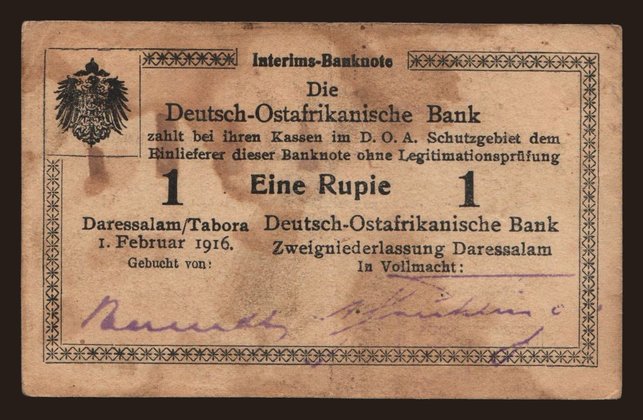 Interims-Banknote
Die
Deutsch-Ostafrikanische Bank
zahlt bei ihren Kassen im D. O. A. Schutzgebiet dem
Einlieferer dieser Banknote ohne Legitimationsprüfung
1 Eine Rupie 1
Daressalam/Tabora
1. Februar 1916.
Gebucht von:
Deutsch-Ostafrikanische Bank
Zweigniederlassung Daressalam
In Vollmacht: